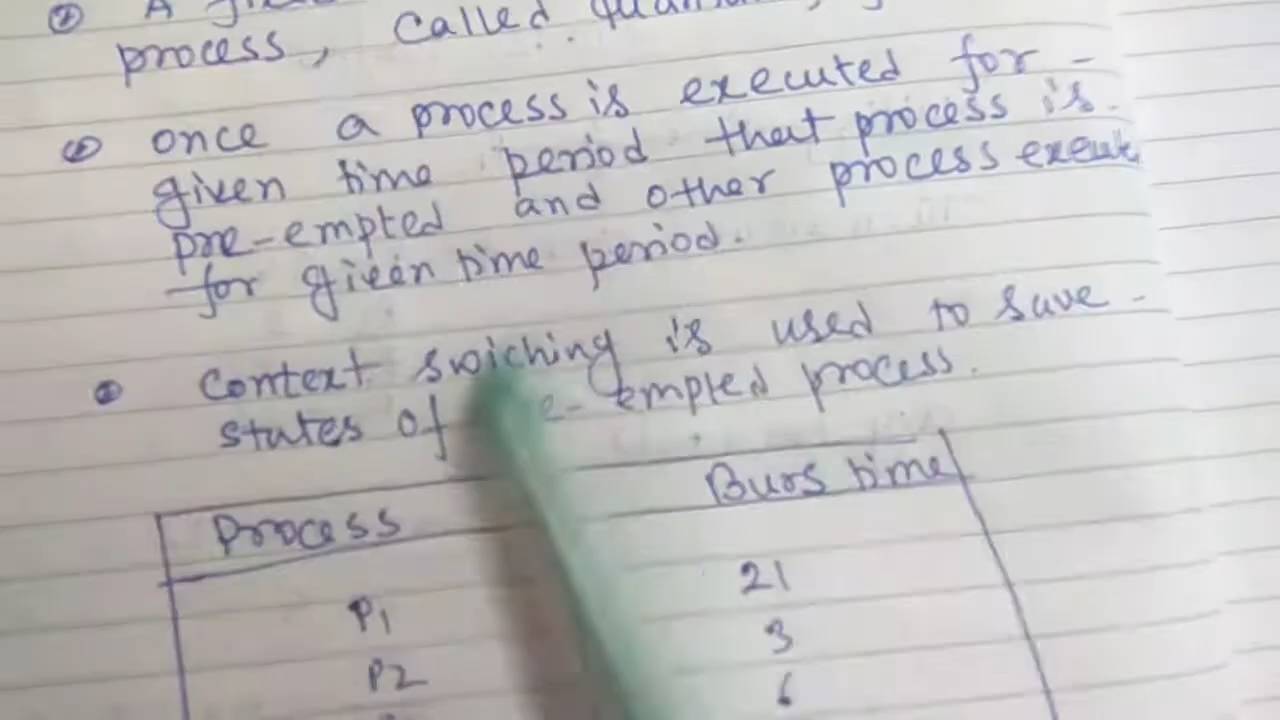 A
process, called
once a process is executed for -
given time period that process is.
pre-empted and other process execut
for given time period.
Context swiching is used to save -
states of e-empted process.
Process Burs time
P1 21
P2 3
6